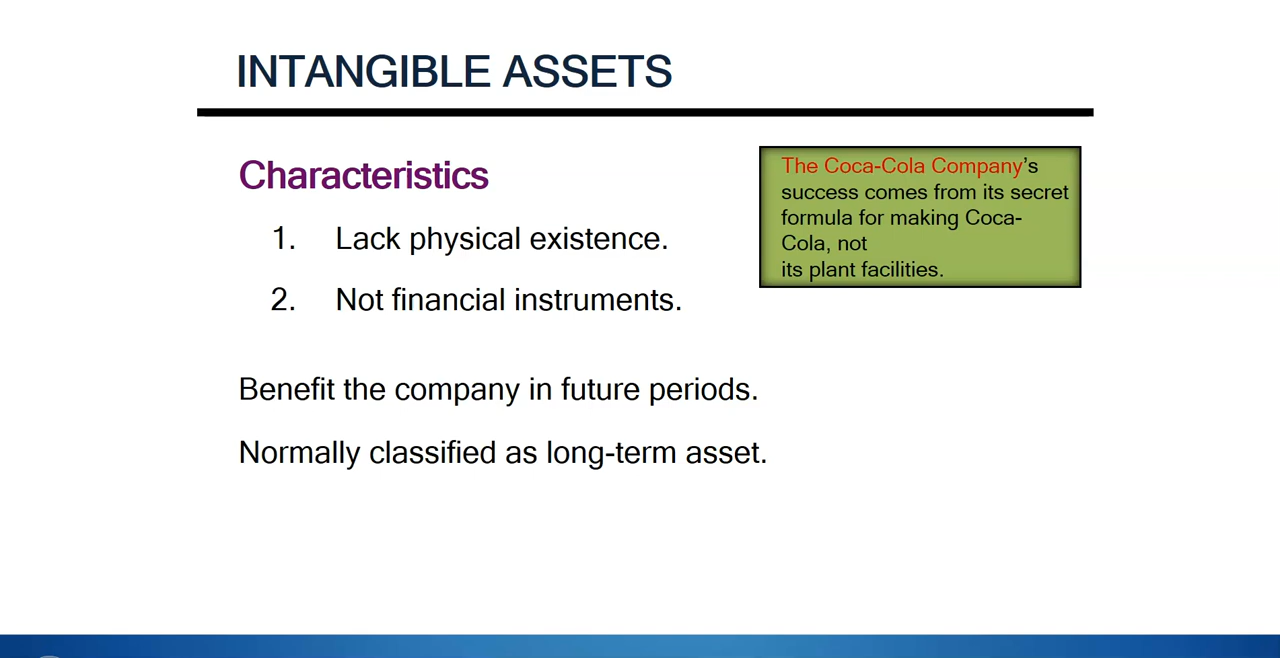 INTANGIBLE ASSETS
Characteristics
1. Lack physical existence.
2. Not financial instruments.
The Coca-Cola Company's
success comes from its secret
formula for making Coca-
Cola, not
its plant facilities.
Benefit the company in future periods.
Normally classified as long-term asset.